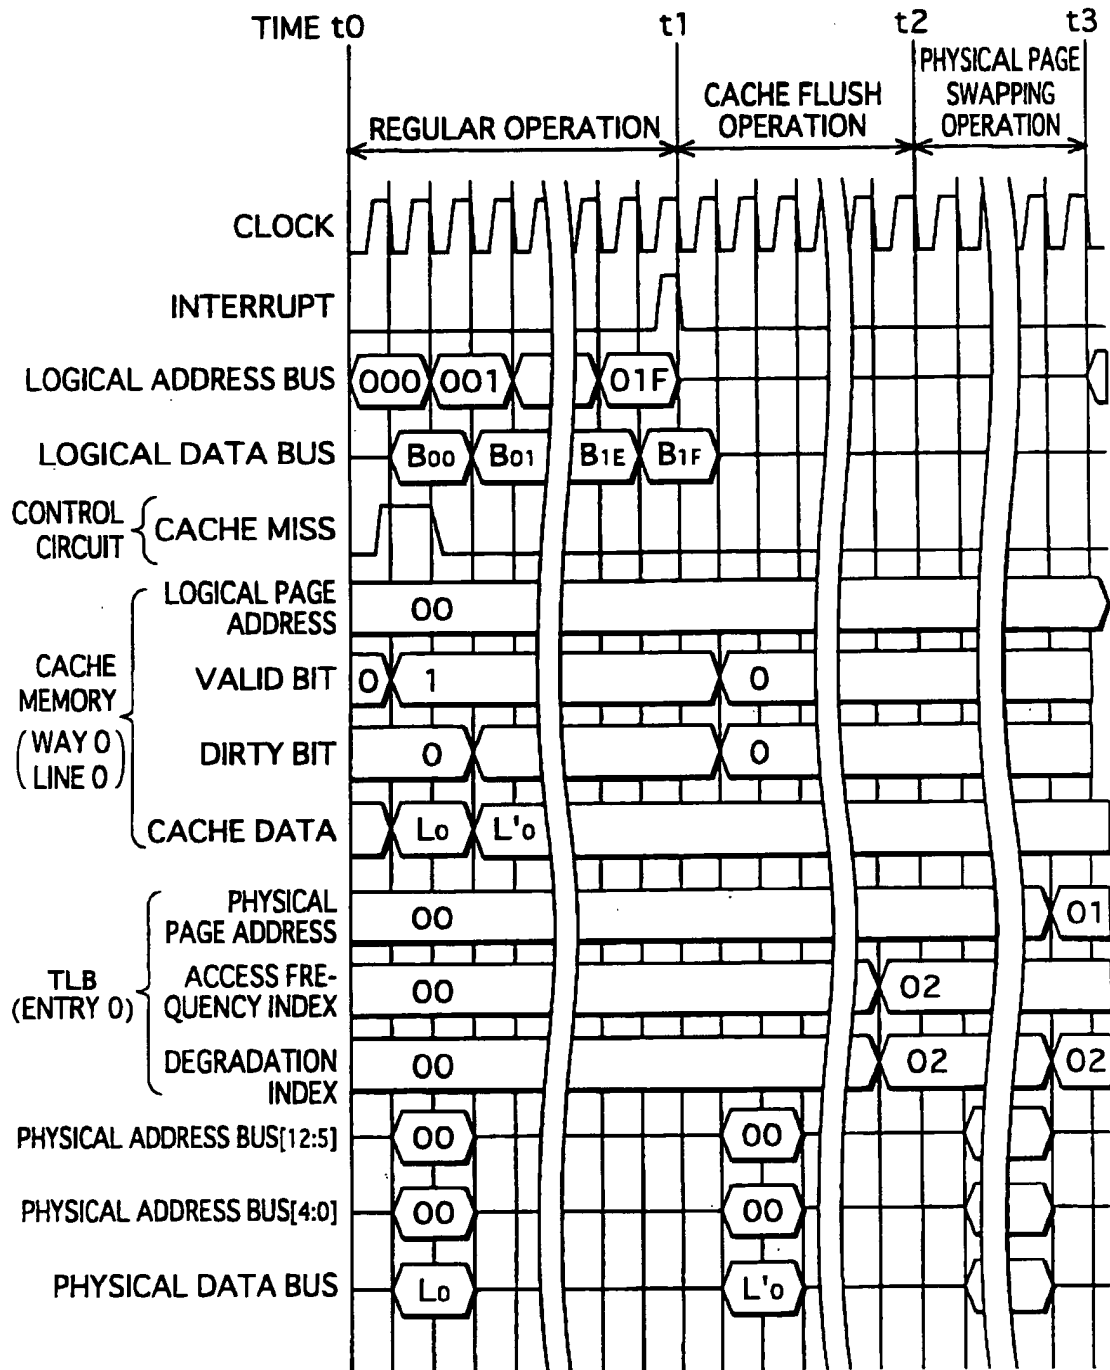 TIME t0 t1 t2 t3
REGULAR OPERATION
CACHE FLUSH
OPERATION
PHYSICAL PAGE
SWAPPING
OPERATION
CLOCK
INTERRUPT
LOGICAL ADDRESS BUS 000 001 01F
LOGICAL DATA BUS B00 B01 B1E B1F
CONTROL
CIRCUIT
CACHE MISS
CACHE
MEMORY
(WAY 0
LINE 0)
LOGICAL PAGE
ADDRESS
00
VALID BIT 0 1 0
DIRTY BIT 0 0
CACHE DATA L0 L'0
TLB
(ENTRY 0)
PHYSICAL
PAGE ADDRESS
00 01
ACCESS FRE-
QUENCY INDEX
00 02
DEGRADATION
INDEX
00 02 02
PHYSICAL ADDRESS BUS[12:5] 00 00
PHYSICAL ADDRESS BUS[4:0] 00 00
PHYSICAL DATA BUS L0 L'0